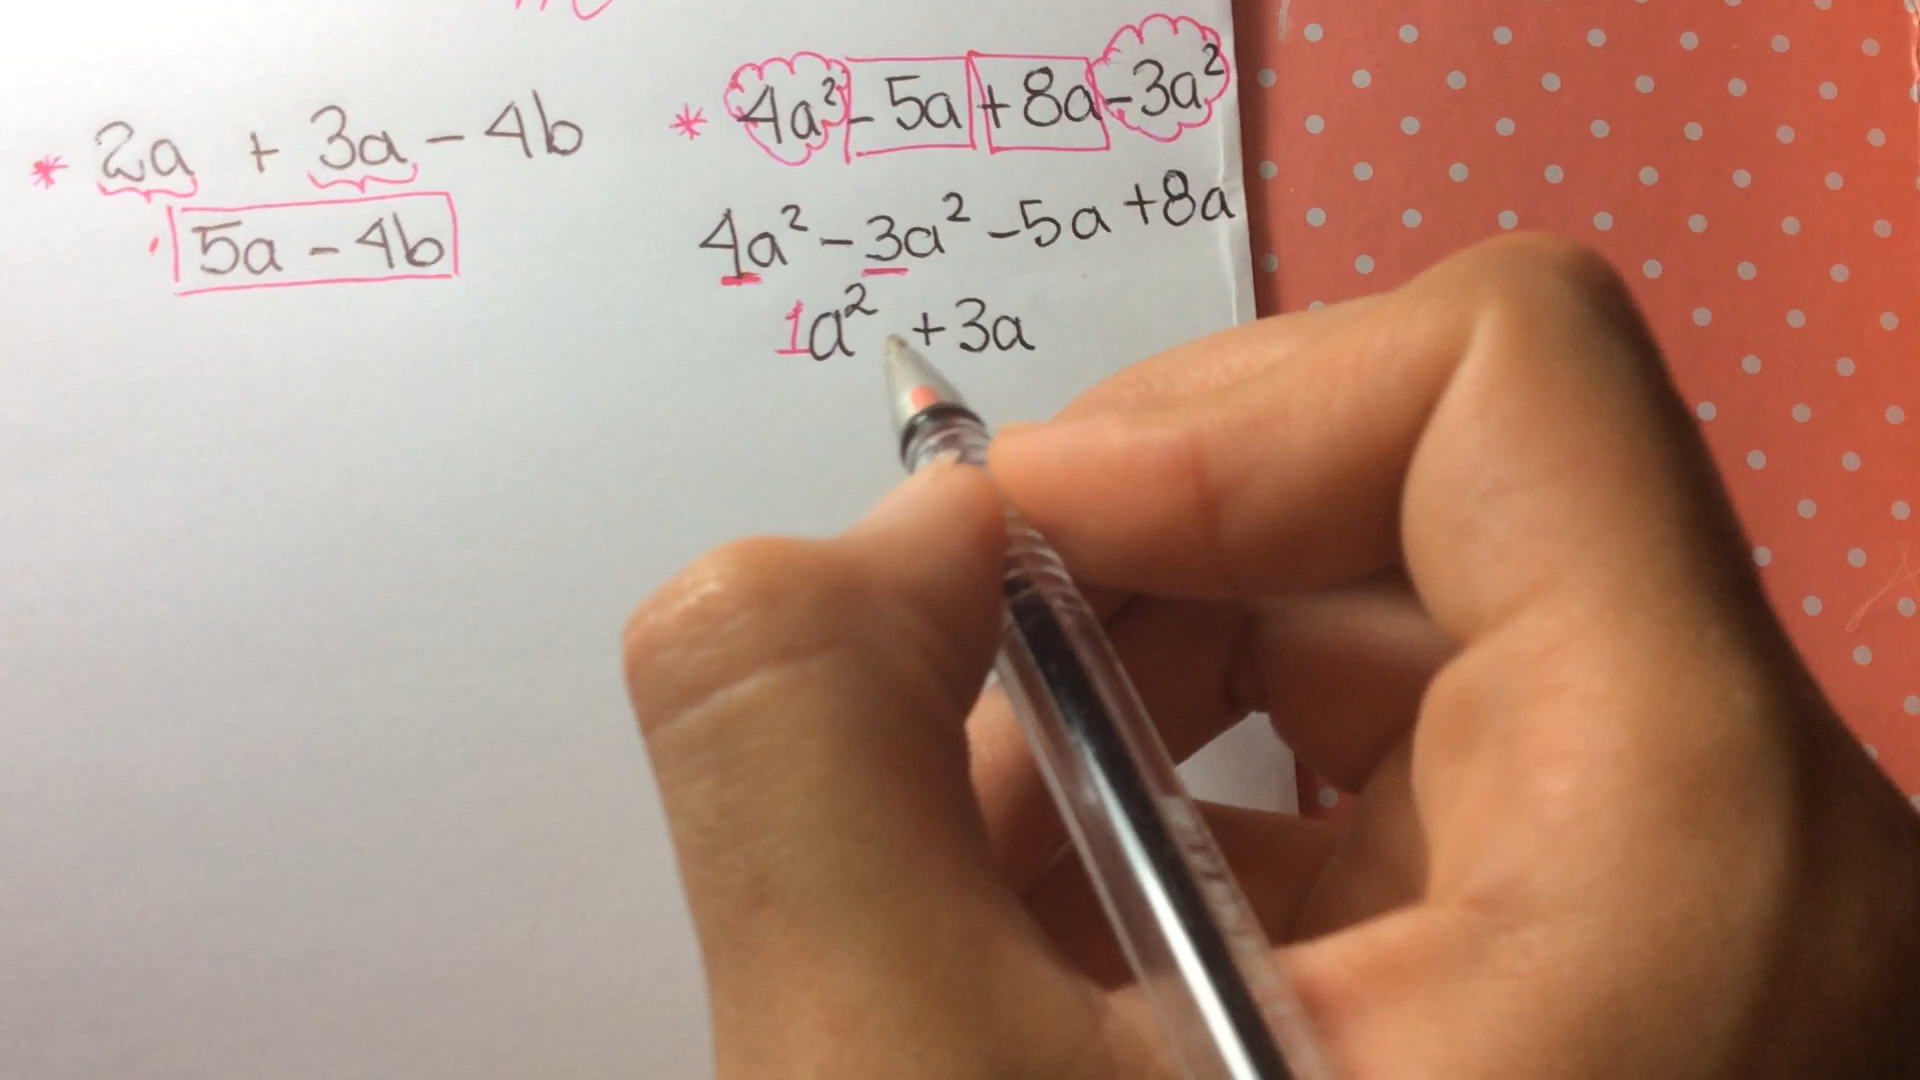 * 2a + 3a - 4b
5a - 4b
* 4a² - 5a + 8a - 3a²
4a² - 3a² - 5a + 8a
1a² + 3a